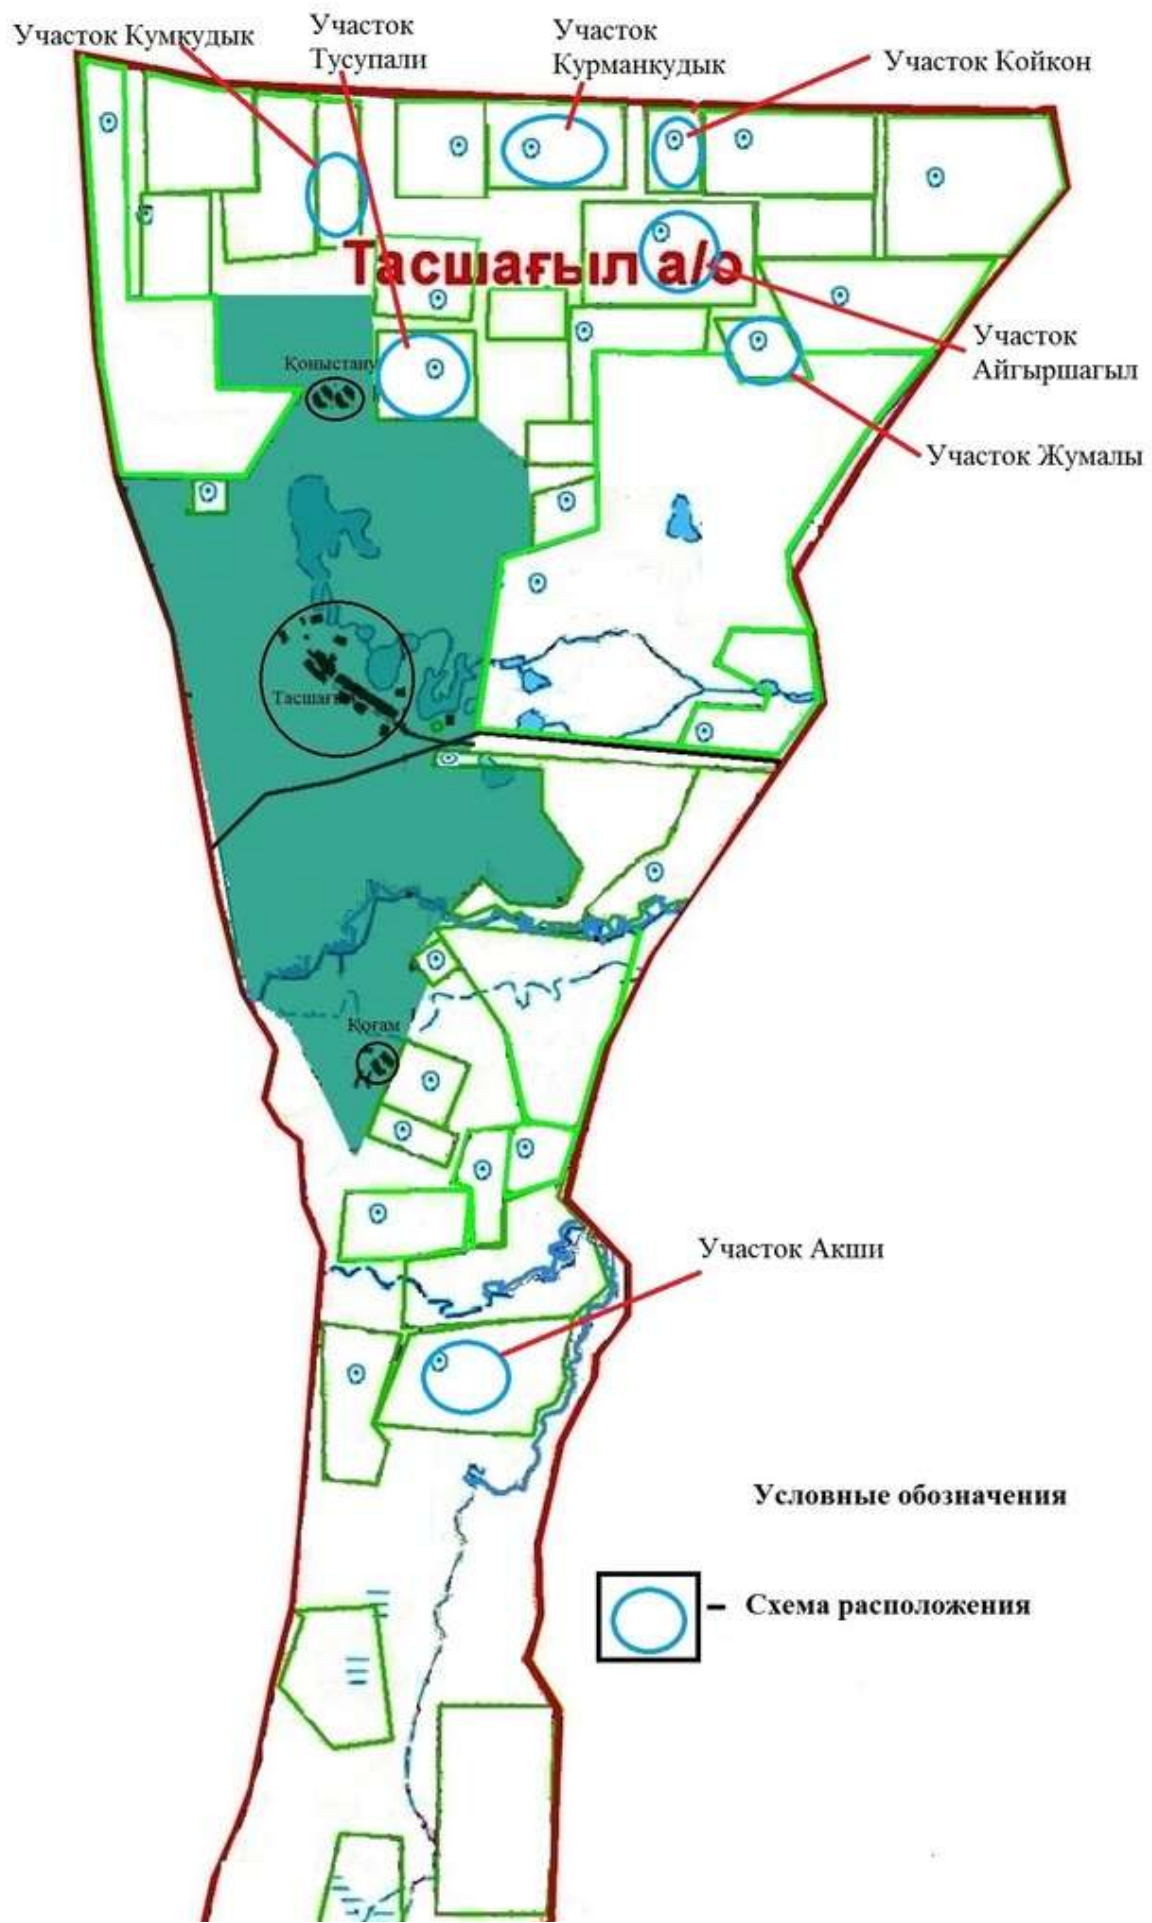 Участок Кумкудык
Участок
Тусупали
Участок
Курманкудык
Участок Койкон
Тасшағыл а/о
Участок
Айгыршагыл
Қоныстану
Участок Жумалы
Қоғам
Участок Акши
Условные обозначения
– Схема расположения